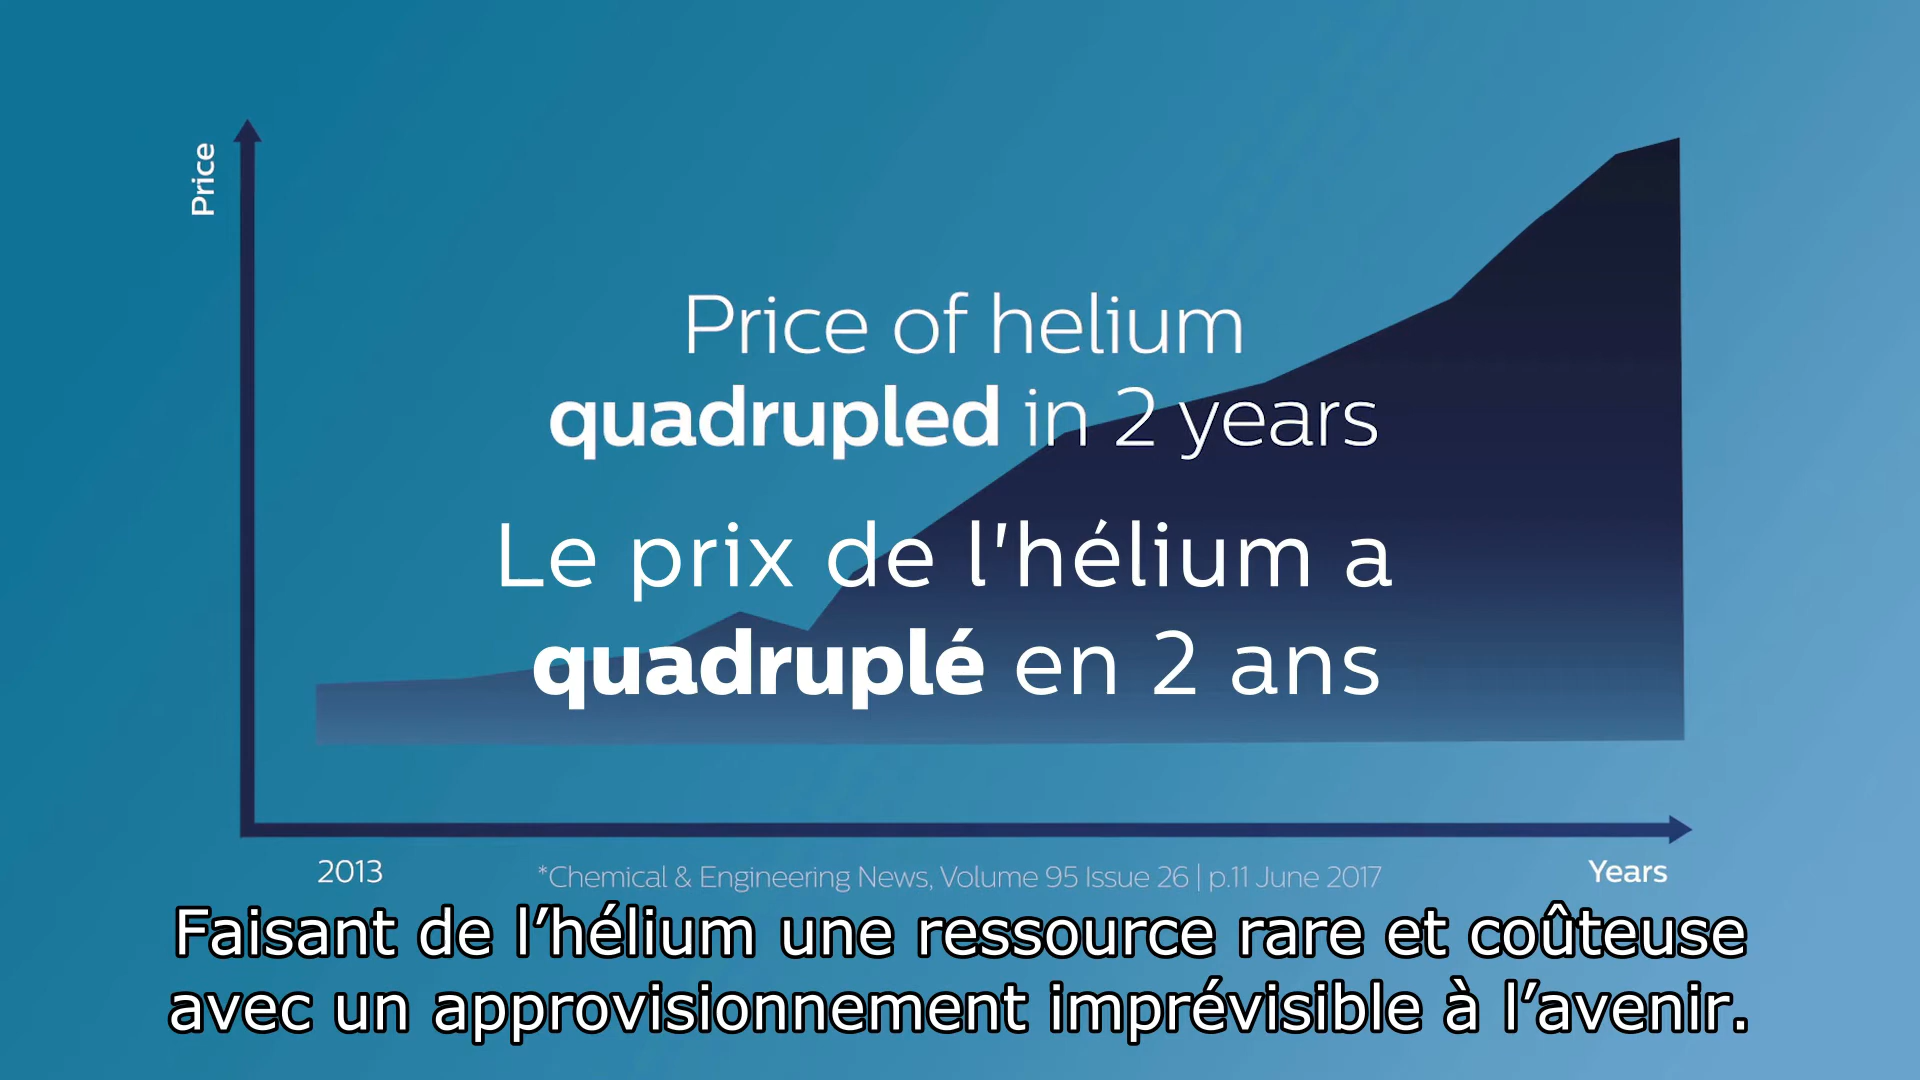 Price
Price of helium
quadrupled in 2 years
Le prix de l'hélium a
quadruplé en 2 ans
2013
*Chemical & Engineering News, Volume 95 Issue 26 | p.11 June 2017
Years
Faisant de l’hélium une ressource rare et coûteuse
avec un approvisionnement imprévisible à l’avenir.